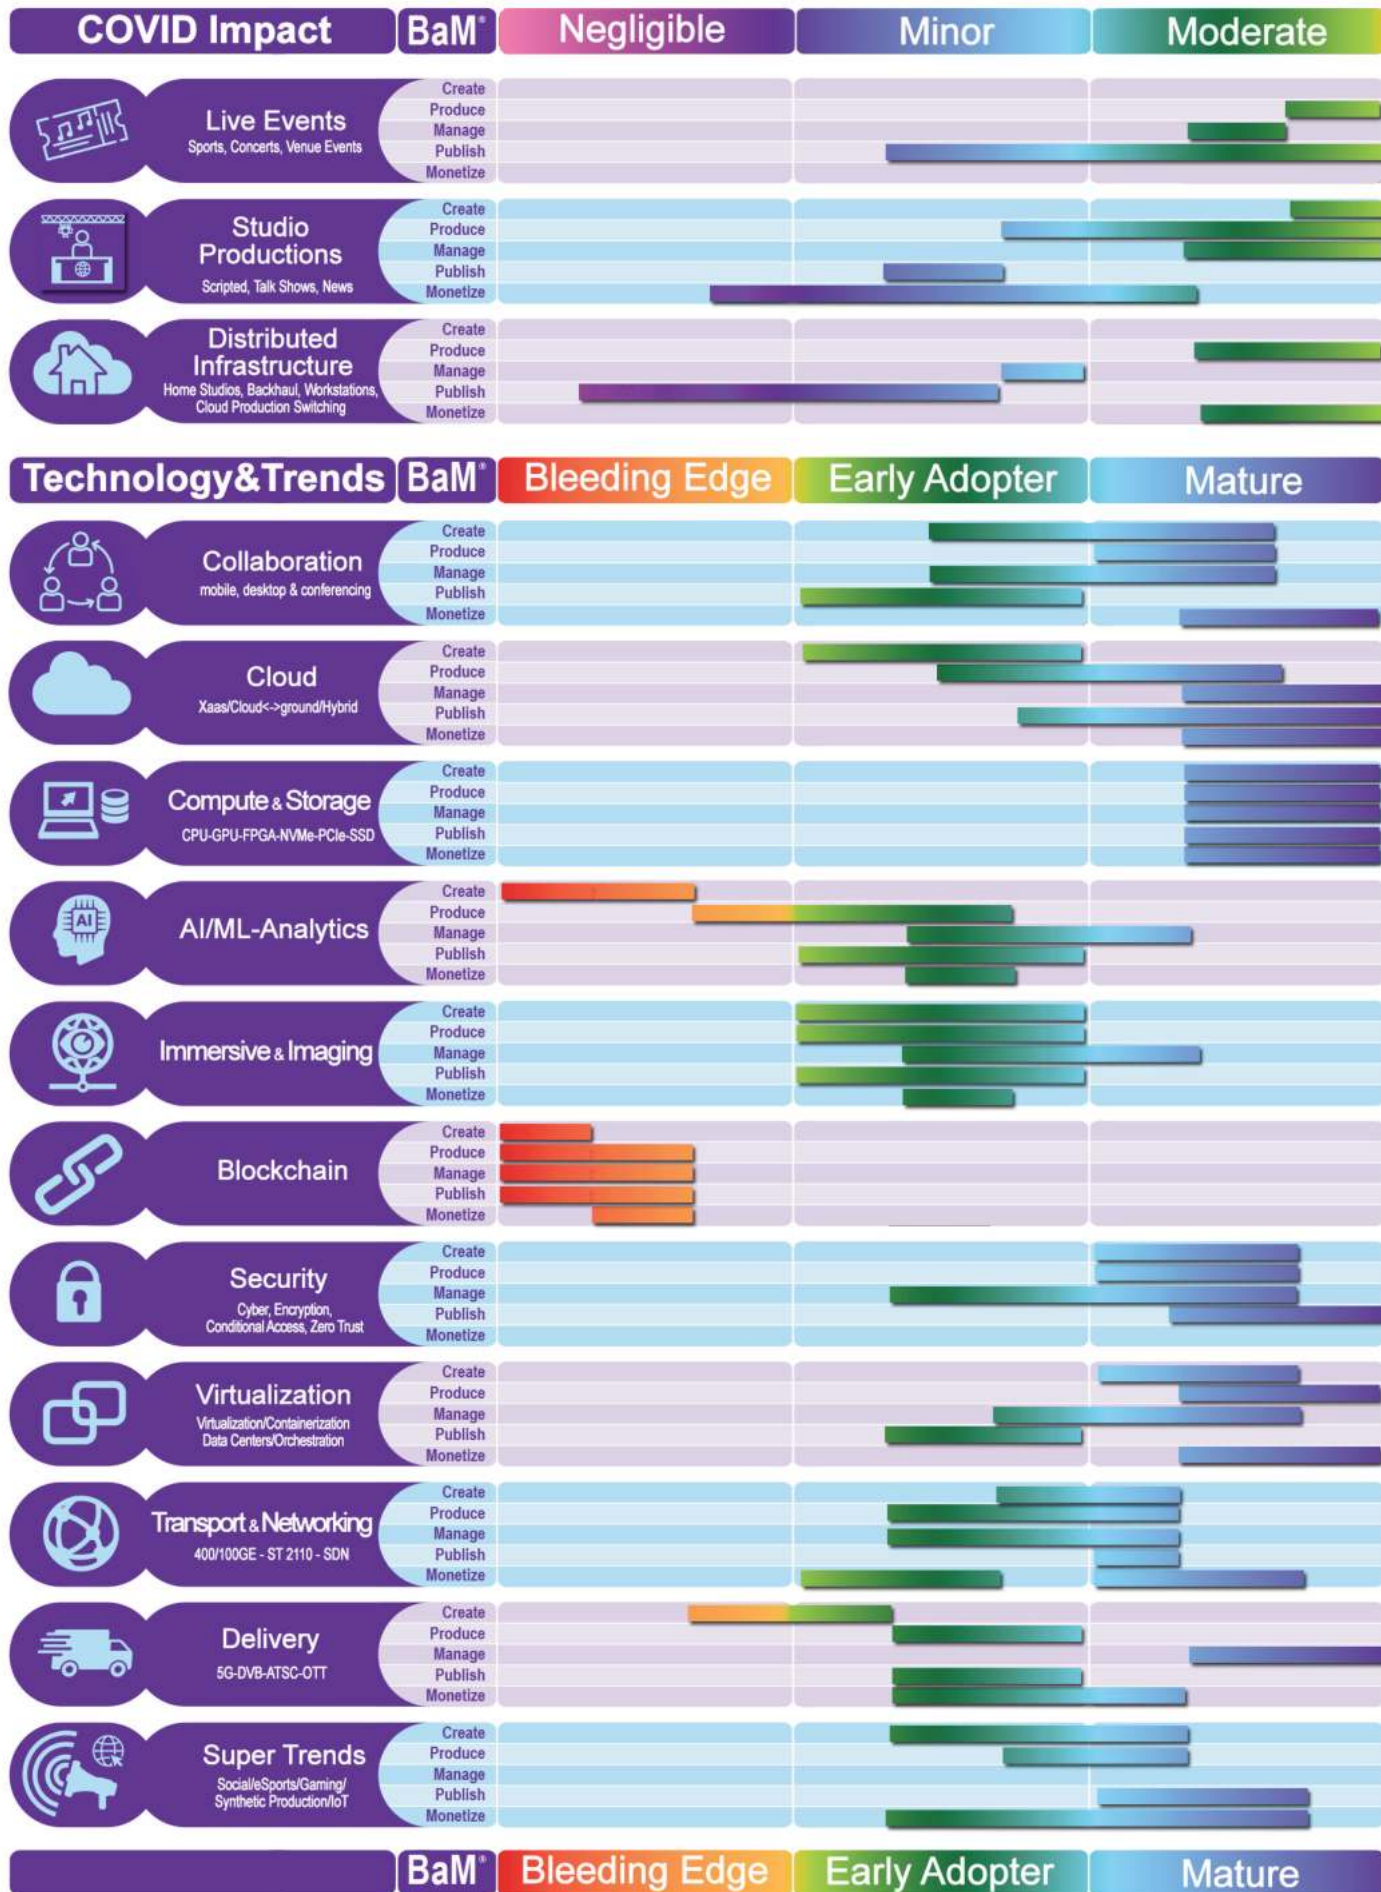 COVID Impact BaM® Negligible Minor Moderate
Live Events
Sports, Concerts, Venue Events
Create
Produce
Manage
Publish
Monetize
Studio
Productions
Scripted, Talk Shows, News
Create
Produce
Manage
Publish
Monetize
Distributed
Infrastructure
Home Studios, Backhaul, Workstations,
Cloud Production Switching
Create
Produce
Manage
Publish
Monetize
Technology&Trends BaM® Bleeding Edge Early Adopter Mature
Collaboration
mobile, desktop & conferencing
Create
Produce
Manage
Publish
Monetize
Cloud
Xaas/Cloud<->ground/Hybrid
Create
Produce
Manage
Publish
Monetize
Compute & Storage
CPU-GPU-FPGA-NVMe-PCIe-SSD
Create
Produce
Manage
Publish
Monetize
AI
AI/ML-Analytics
Create
Produce
Manage
Publish
Monetize
Immersive & Imaging
Create
Produce
Manage
Publish
Monetize
Blockchain
Create
Produce
Manage
Publish
Monetize
Security
Cyber, Encryption,
Conditional Access, Zero Trust
Create
Produce
Manage
Publish
Monetize
Virtualization
Virtualization/Containerization
Data Centers/Orchestration
Create
Produce
Manage
Publish
Monetize
Transport & Networking
400/100GE - ST 2110 - SDN
Create
Produce
Manage
Publish
Monetize
Delivery
5G-DVB-ATSC-OTT
Create
Produce
Manage
Publish
Monetize
Super Trends
Social/eSports/Gaming/
Synthetic Production/IoT
Create
Produce
Manage
Publish
Monetize
BaM® Bleeding Edge Early Adopter Mature